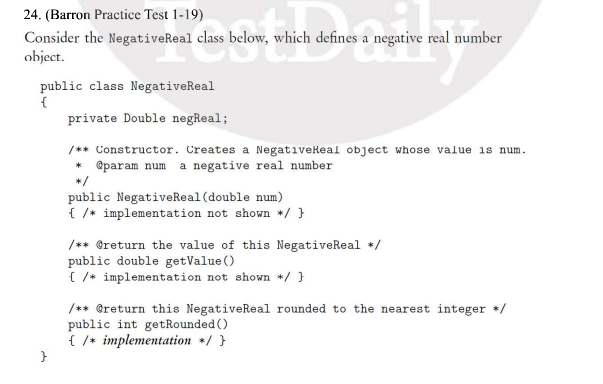 24. (Barron Practice Test 1-19)
Consider the NegativeReal class below, which defines a negative real number
object.
public class NegativeReal
{
private Double negReal;
/** Constructor. Creates a NegativeReal object whose value is num.
* @param num a negative real number
*/
public NegativeReal(double num)
{ /* implementation not shown */ }
/** @return the value of this NegativeReal */
public double getValue()
{ /* implementation not shown */ }
/** @return this NegativeReal rounded to the nearest integer */
public int getRounded()
{ /* implementation */ }
}
TestDaily